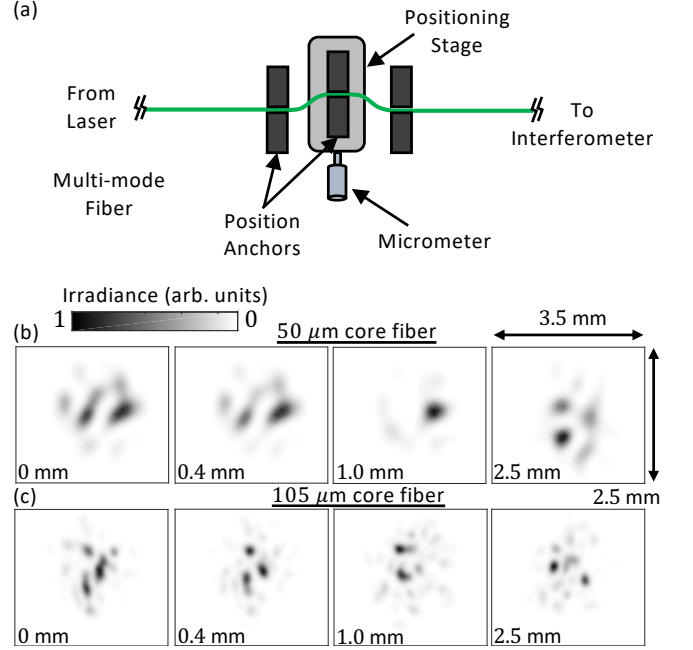 (a)
Positioning
Stage
From
Laser
To
Interferometer
Multi-mode
Fiber
Position
Anchors
Micrometer
Irradiance (arb. units)
1
0
(b)
50 μm core fiber
3.5 mm
0 mm
0.4 mm
1.0 mm
2.5 mm
2.5 mm
(c)
105 μm core fiber
0 mm
0.4 mm
1.0 mm
2.5 mm